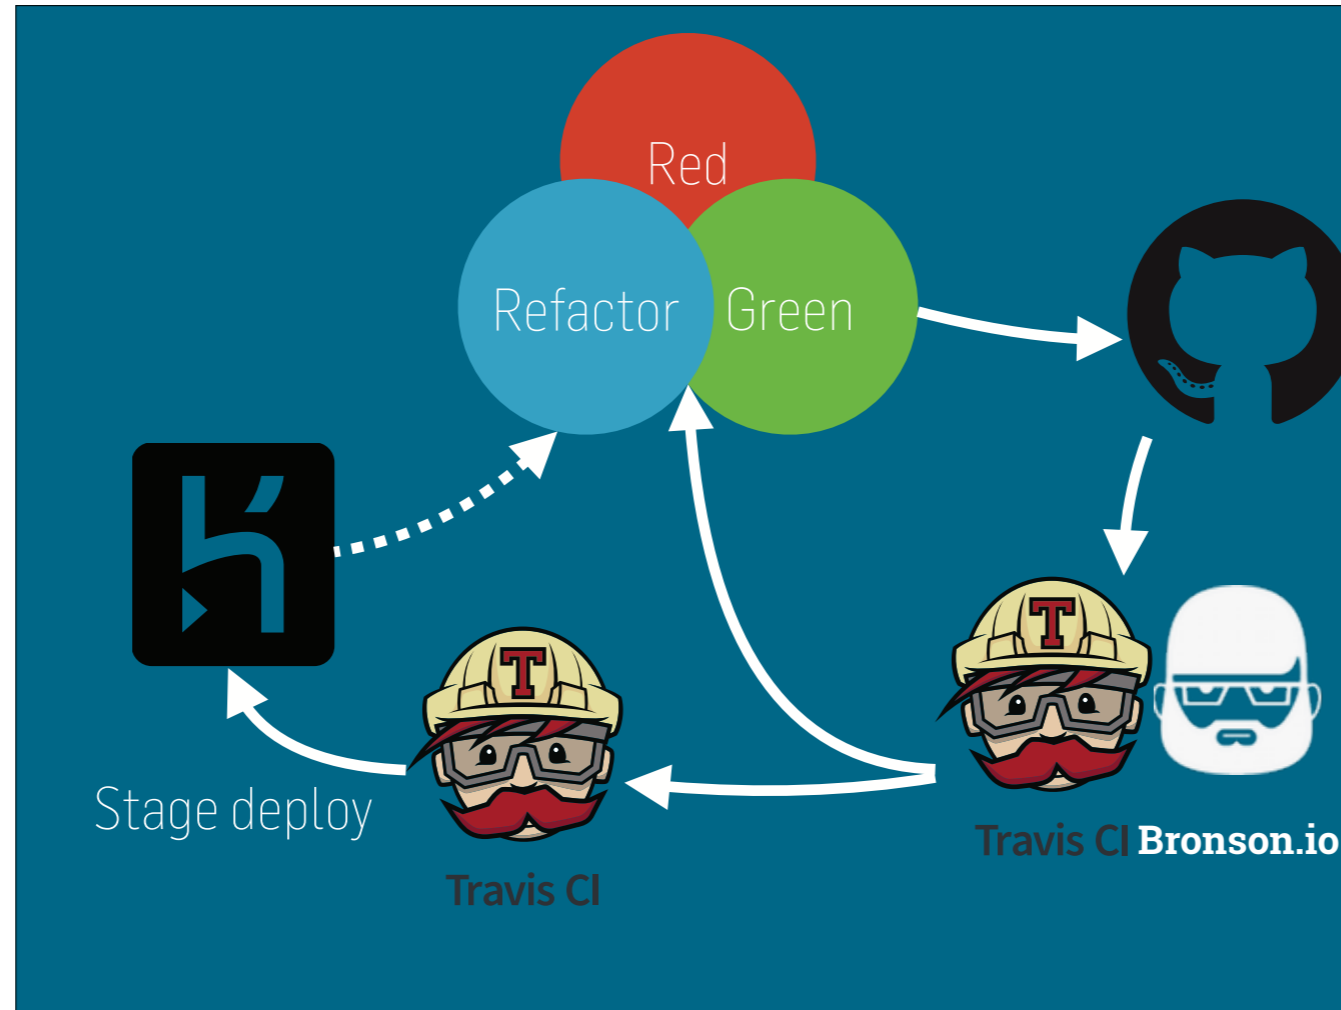 Red
Refactor
Green
T
T
Stage deploy
Travis CI
Bronson.io
Travis CI